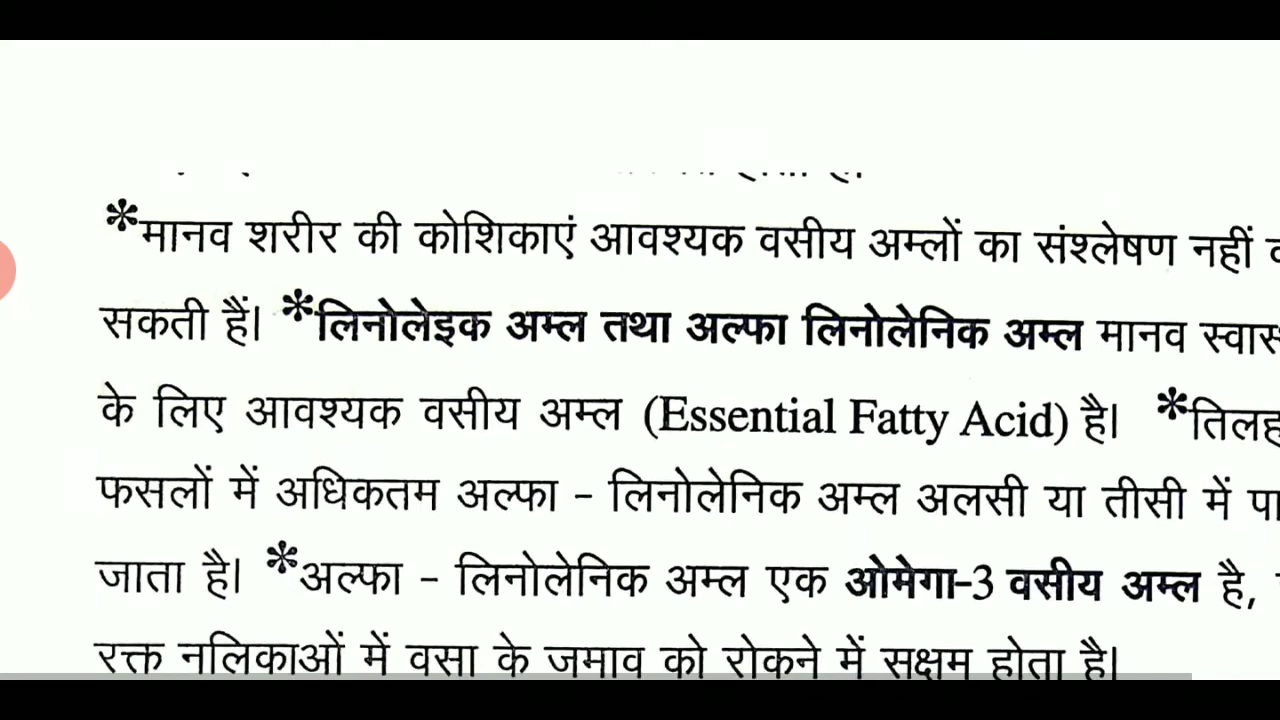 *मानव शरीर की कोशिकाएं आवश्यक वसीय अम्लों का संश्लेषण नहीं
सकती हैं। *लिनोलेइक अम्ल तथा अल्फा लिनोलेनिक अम्ल मानव
के लिए आवश्यक वसीय अम्ल (Essential Fatty Acid) है। *
फसलों में अधिकतम अल्फा - लिनोलेनिक अम्ल अलसी या तीसी में
जाता है। *अल्फा - लिनोलेनिक अम्ल एक ओमेगा-3 वसीय अम्ल है,
रक्त नलिकाओं में वसा के जमाव को रोकने में सक्षम होता है।